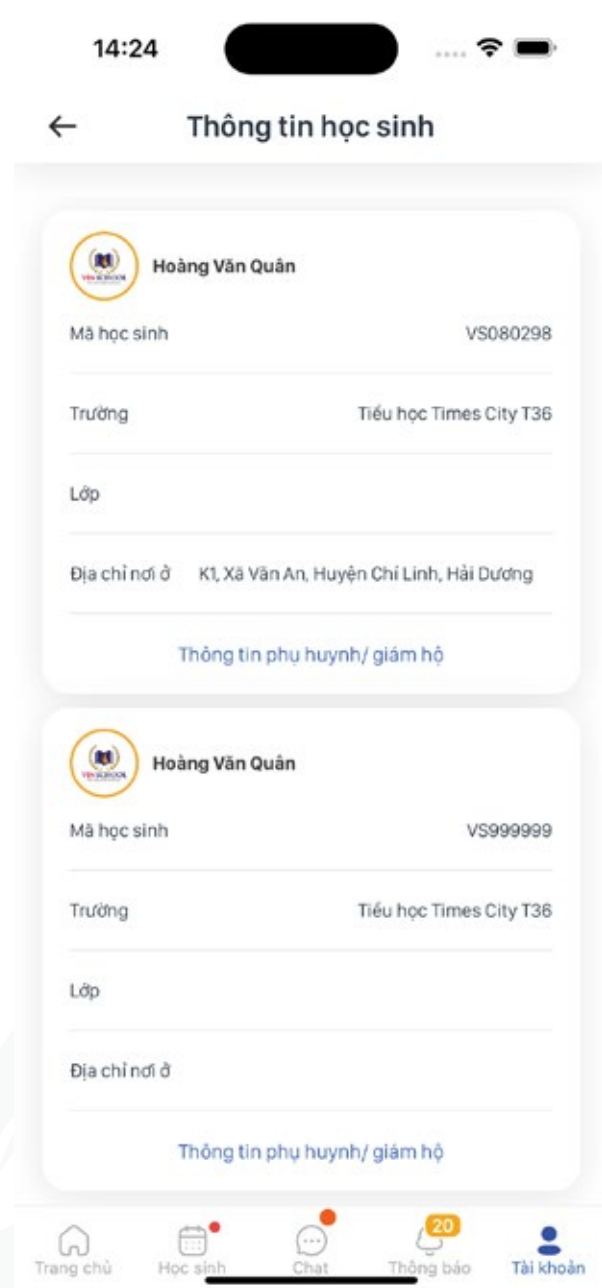 14:24
Thông tin học sinh
Hoàng Văn Quân
Mã học sinh VS080298
Trường Tiểu học Times City T36
Lớp
Địa chỉ nơi ở K1, Xã Văn An, Huyện Chí Linh, Hải Dương
Thông tin phụ huynh/ giám hộ
Hoàng Văn Quân
Mã học sinh VS999999
Trường Tiểu học Times City T36
Lớp
Địa chỉ nơi ở
Thông tin phụ huynh/ giám hộ
20
Trang chủ Học sinh Chat Thông báo Tài khoản